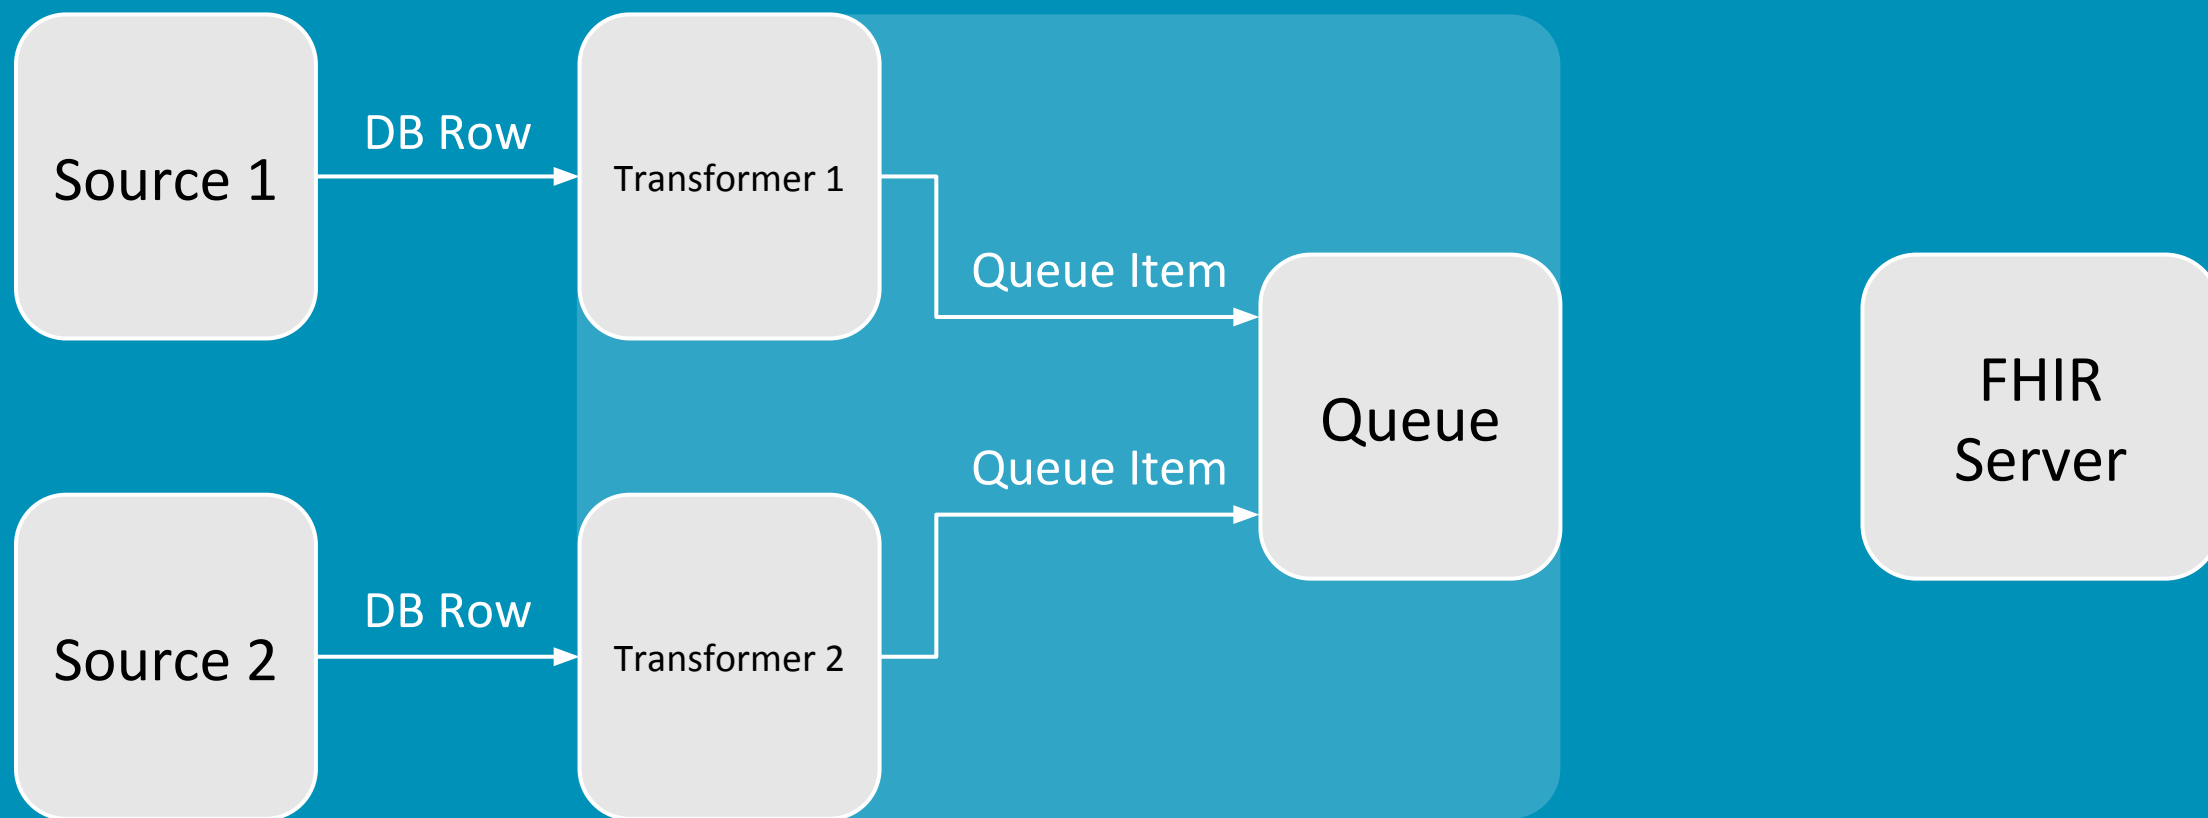 Source 1
DB Row
Transformer 1
Queue Item
Queue
Queue Item
Source 2
DB Row
Transformer 2
FHIR
Server